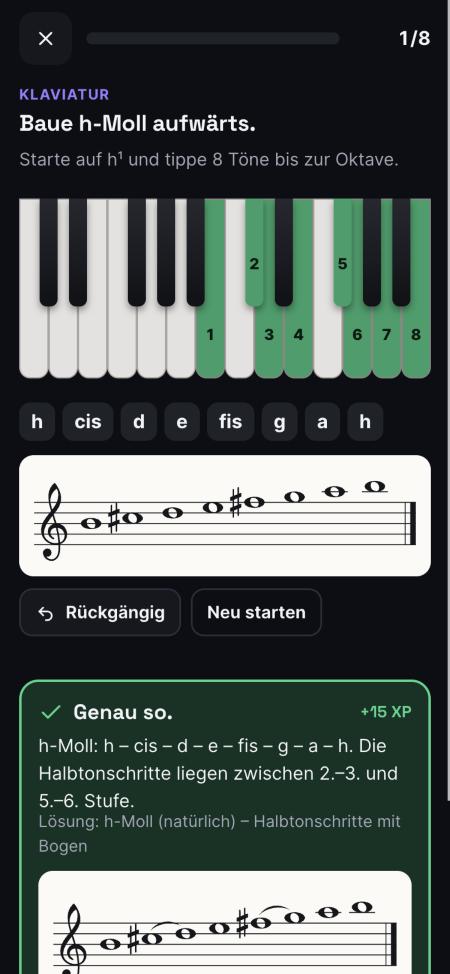 1/8
KLAVIATUR
Baue h-Moll aufwärts.
Starte auf h¹ und tippe 8 Töne bis zur Oktave.
2 5
1 3 4 6 7 8
h cis d e fis g a h
Rückgängig Neu starten
Genau so. +15 XP
h-Moll: h – cis – d – e – fis – g – a – h. Die
Halbtonschritte liegen zwischen 2.–3. und
5.–6. Stufe.
Lösung: h-Moll (natürlich) – Halbtonschritte mit
Bogen